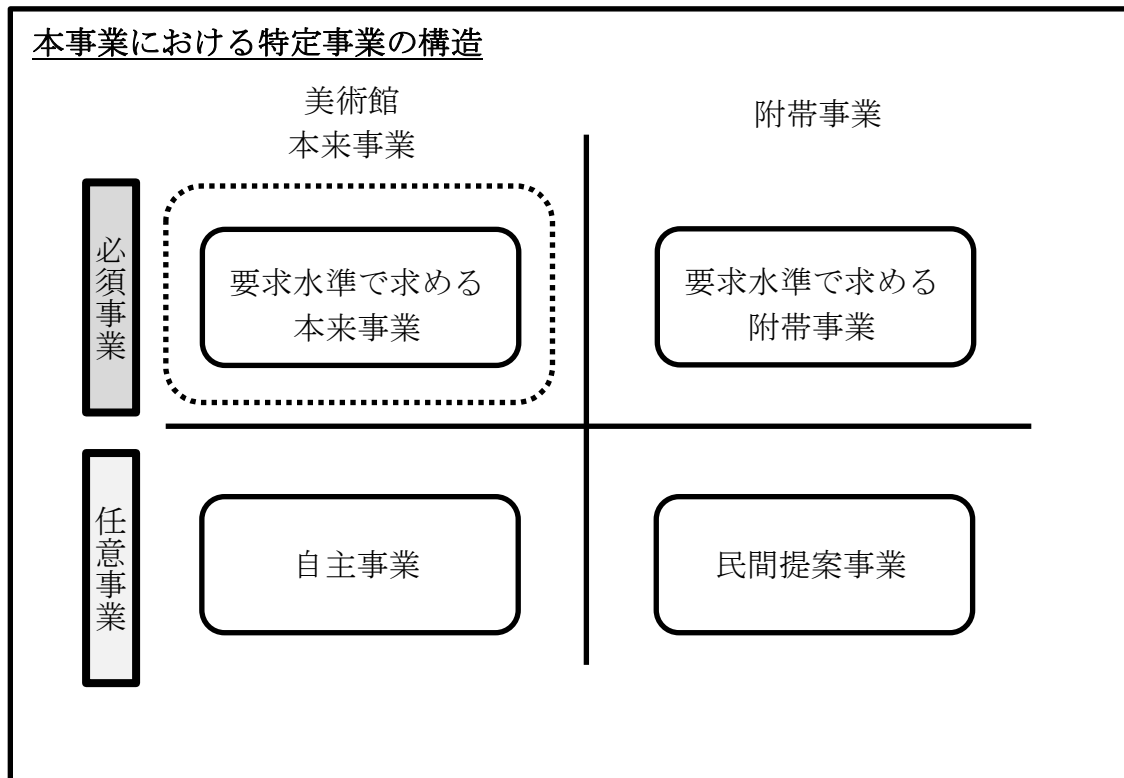 本事業における特定事業の構造
美術館
本来事業
附帯事業
必須事業
要求水準で求める
本来事業
要求水準で求める
附帯事業
任意事業
自主事業
民間提案事業